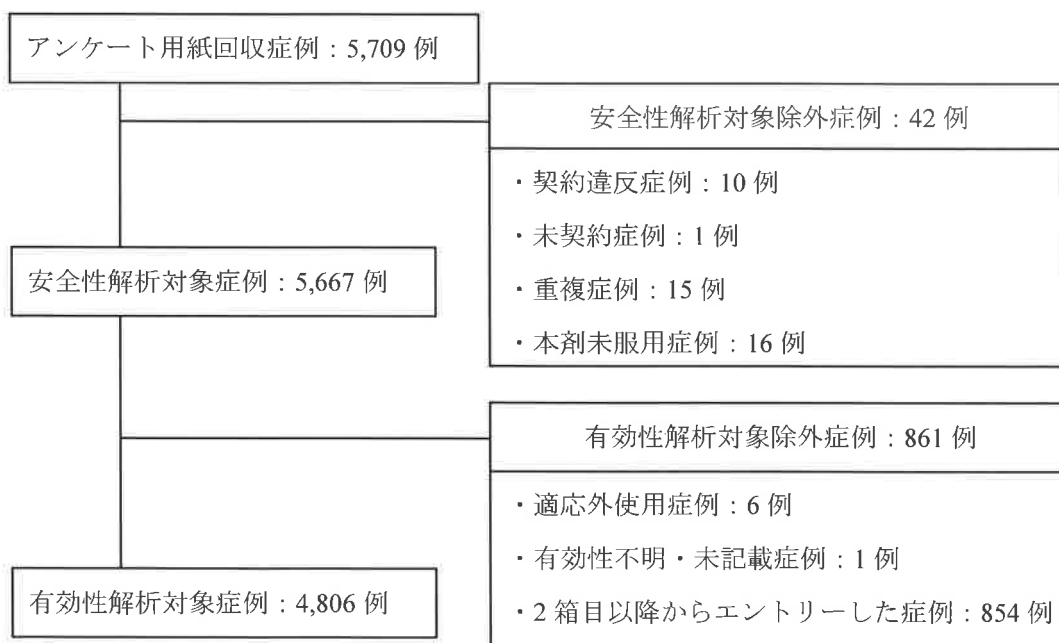 アンケート用紙回収症例：5,709 例
安全性解析対象除外症例：42 例
・契約違反症例：10 例
・未契約症例：1 例
・重複症例：15 例
・本剤未服用症例：16 例
安全性解析対象症例：5,667 例
有効性解析対象除外症例：861 例
・適応外使用症例：6 例
・有効性不明・未記載症例：1 例
・2 箱目以降からエントリーした症例：854 例
有効性解析対象症例：4,806 例